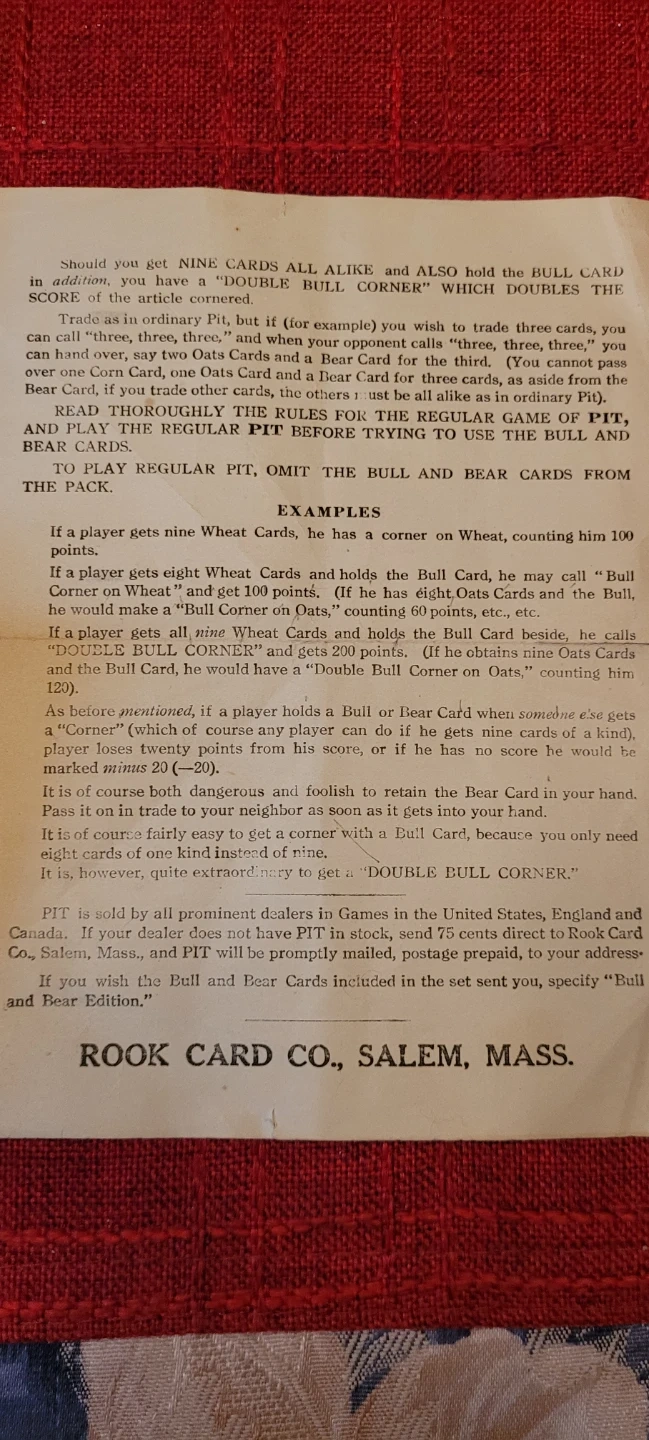 Should you get NINE CARDS ALL ALIKE and ALSO hold the BULL CARD
in addition, you have a "DOUBLE BULL CORNER" WHICH DOUBLES THE
SCORE of the article cornered.
Trade as in ordinary Pit, but if (for example) you wish to trade three cards, you
can call "three, three, three," and when your opponent calls "three, three, three," you
can hand over, say two Oats Cards and a Bear Card for the third. (You cannot pass
over one Corn Card, one Oats Card and a Bear Card for three cards, as aside from the
Bear Card, if you trade other cards, the others must be all alike as in ordinary Pit).
READ THOROUGHLY THE RULES FOR THE REGULAR GAME OF PIT,
AND PLAY THE REGULAR PIT BEFORE TRYING TO USE THE BULL AND
BEAR CARDS.
TO PLAY REGULAR PIT, OMIT THE BULL AND BEAR CARDS FROM
THE PACK.
EXAMPLES
If a player gets nine Wheat Cards, he has a corner on Wheat, counting him 100
points.
If a player gets eight Wheat Cards and holds the Bull Card, he may call "Bull
Corner on Wheat" and get 100 points. (If he has eight Oats Cards and the Bull,
he would make a "Bull Corner on Oats," counting 60 points, etc., etc.
If a player gets all nine Wheat Cards and holds the Bull Card beside, he calls
"DOUBLE BULL CORNER" and gets 200 points. (If he obtains nine Oats Cards
and the Bull Card, he would have a "Double Bull Corner on Oats," counting him
120).
As before mentioned, if a player holds a Bull or Bear Card when someone else gets
a "Corner" (which of course any player can do if he gets nine cards of a kind),
player loses twenty points from his score, or if he has no score he would be
marked minus 20 (—20).
It is of course both dangerous and foolish to retain the Bear Card in your hand.
Pass it on in trade to your neighbor as soon as it gets into your hand.
It is of course fairly easy to get a corner with a Bull Card, because you only need
eight cards of one kind instead of nine.
It is, however, quite extraordinary to get a "DOUBLE BULL CORNER."
PIT is sold by all prominent dealers in Games in the United States, England and
Canada. If your dealer does not have PIT in stock, send 75 cents direct to Rook Card
Co., Salem, Mass., and PIT will be promptly mailed, postage prepaid, to your address.
If you wish the Bull and Bear Cards included in the set sent you, specify "Bull
and Bear Edition."
ROOK CARD CO., SALEM, MASS.